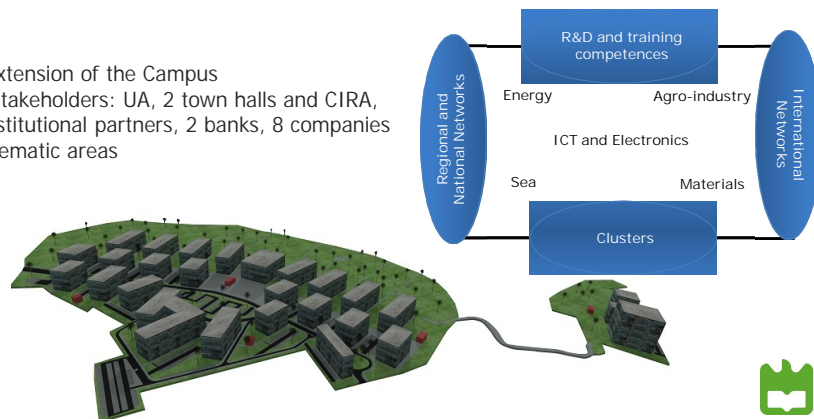 xtension of the Campus
takeholders: UA, 2 town halls and CIRA,
stitutional partners, 2 banks, 8 companies
ematic areas
R&D and training
competences
Energy
Agro-industry
Regional and
National Networks
ICT and Electronics
International
Networks
Sea
Materials
Clusters